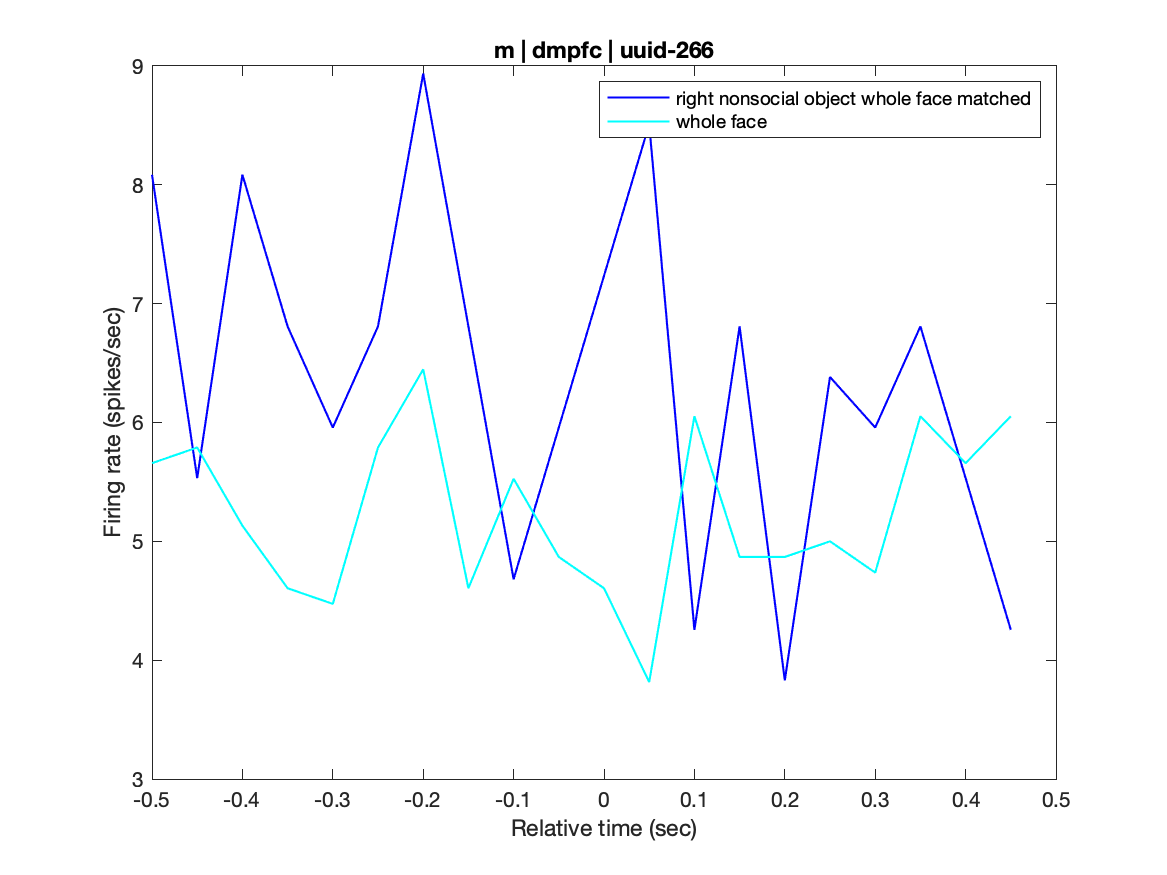 m | dmpfc | uuid-266
right nonsocial object whole face matched
whole face
Firing rate (spikes/sec)
9
8
7
6
5
4
3
-0.5 -0.4 -0.3 -0.2 -0.1 0 0.1 0.2 0.3 0.4 0.5
Relative time (sec)